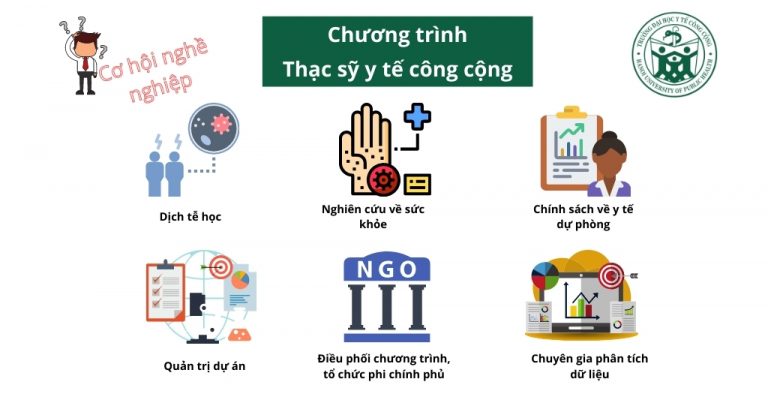 Cơ hội nghề
nghiệp
Chương trình
Thạc sỹ y tế công cộng
TRƯỜNG ĐẠI HỌC Y TẾ CÔNG CỘNG
HANOI UNIVERSITY OF PUBLIC HEALTH
Dịch tễ học
Nghiên cứu về sức
khỏe
Chính sách về y tế
dự phòng
NGO
Quản trị dự án
Điều phối chương trình,
tổ chức phi chính phủ
Chuyên gia phân tích
dữ liệu